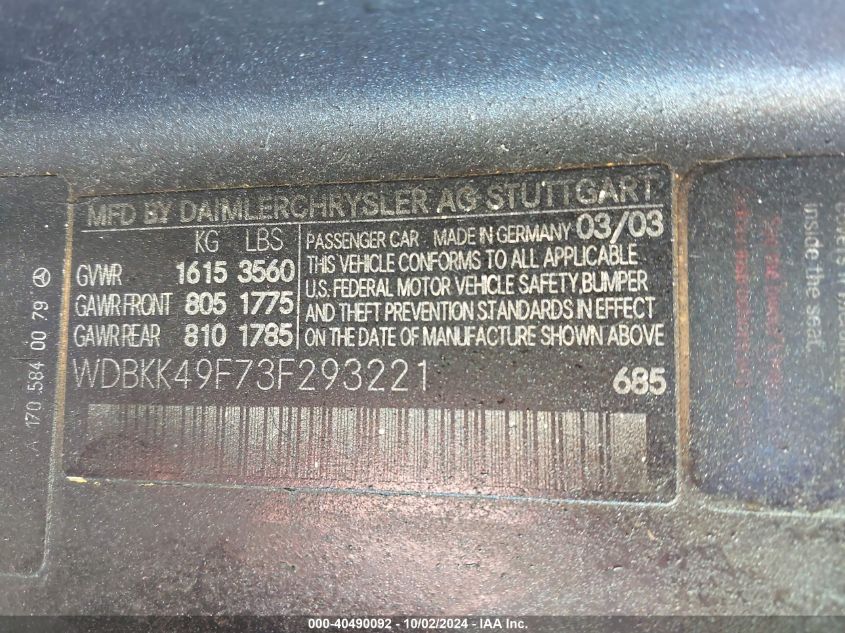 MFD BY DAIMLERCHRYSLER AG STUTTGART
KG LBS
GVWR 1615 3560
GAWR FRONT 805 1775
GAWR REAR 810 1785
PASSENGER CAR MADE IN GERMANY 03/03
THIS VEHICLE CONFORMS TO ALL APPLICABLE
U.S. FEDERAL MOTOR VEHICLE SAFETY, BUMPER
AND THEFT PREVENTION STANDARDS IN EFFECT
ON THE DATE OF MANUFACTURE SHOWN ABOVE
WDBKK49F73F293221 685
A 170 584 00 79
inside the seat.
000-40490092 - 10/02/2024 - IAA Inc.